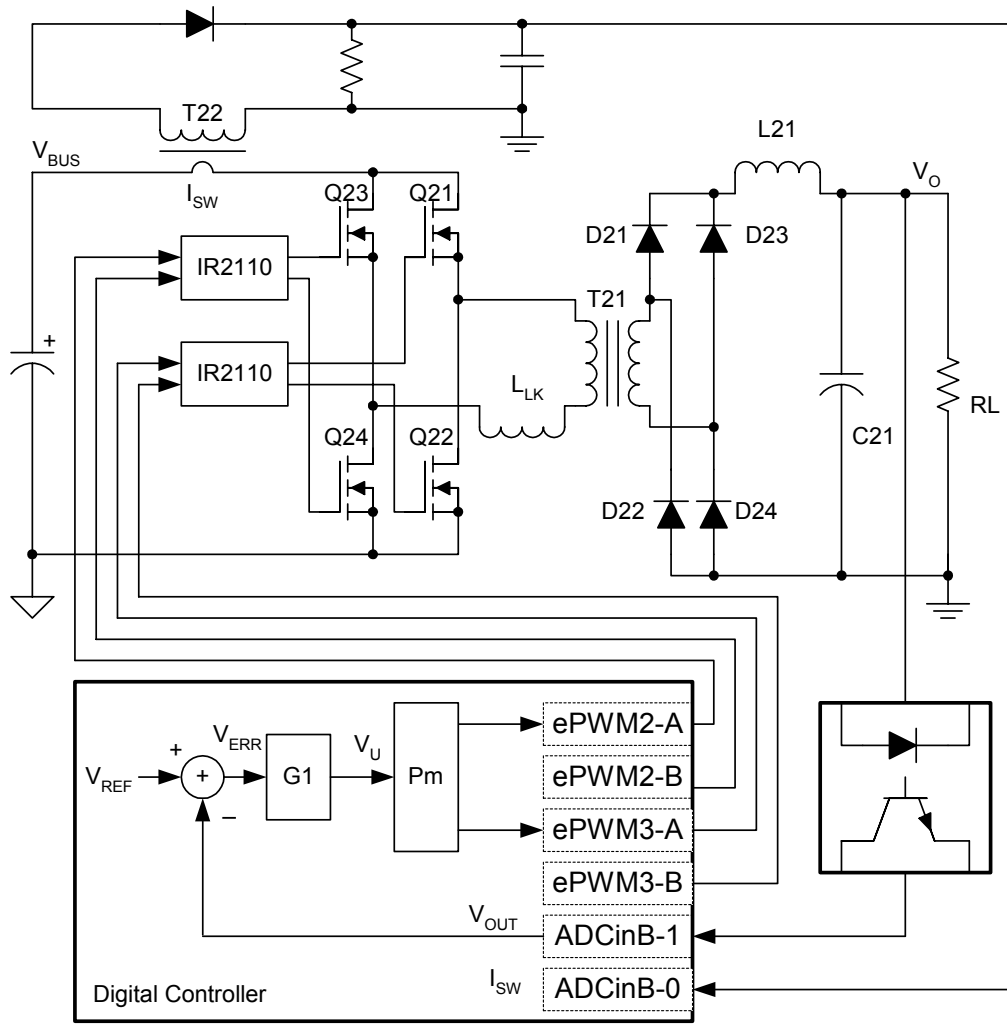 T22
V_BUS
I_SW
Q23
Q21
L21
V_O
IR2110
D21
D23
T21
+
IR2110
L_LK
RL
C21
Q24
Q22
D22
D24
ePWM2-A
V_ERR
V_U
+
V_REF
+
G1
Pm
ePWM2-B
–
ePWM3-A
ePWM3-B
V_OUT
ADCinB-1
I_SW
ADCinB-0
Digital Controller